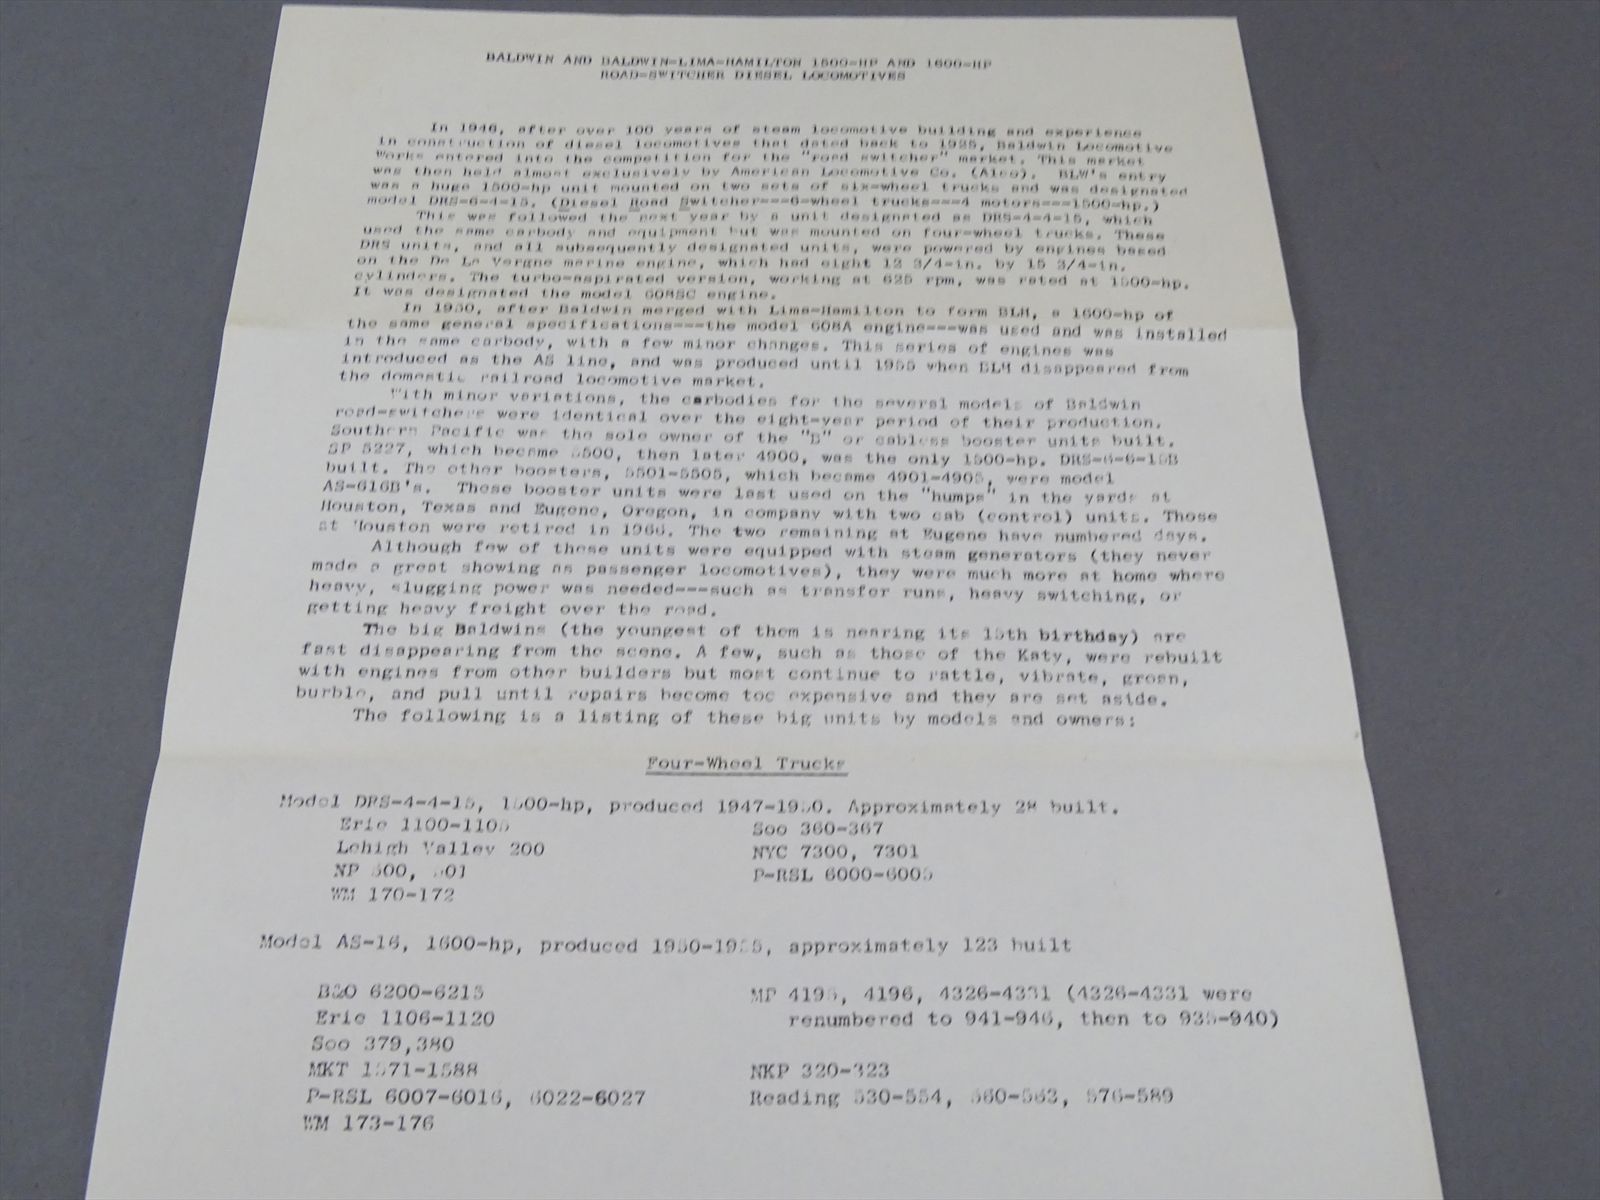 BALDWIN AND BALDWIN=LIMA=HAMILTON 1500=HP AND 1600=HP
ROAD=SWITCHER DIESEL LOCOMOTIVES
In 1946, after over 100 years of steam locomotive building and experience
in construction of diesel locomotives that dated back to 1925, Baldwin Locomotive
Works entered into the competition for the "road switcher" market. This market
was then held almost exclusively by American Locomotive Co. (Alco). BLW's entry
was a huge 1500=hp unit mounted on two sets of six=wheel trucks and was designated
model DRS=6=4=15. (Diesel Road Switcher===6=wheel trucks===4 motors===1500=hp.)
This was followed the next year by a unit designated as DRS=4=4=15, which
used the same carbody and equipment but was mounted on four=wheel trucks. These
DRS units, and all subsequently designated units, were powered by engines based
on the De La Vergne marine engine, which had eight 12 3/4=in. by 15 3/4=in.
cylinders. The turbo=aspirated version, working at 625 rpm, was rated at 1500=hp.
It was designated the model 608SC engine.
In 1950, after Baldwin merged with Lima=Hamilton to form BLH, a 1600=hp of
the same general specifications===the model 608A engine===was used and was installed
in the same carbody, with a few minor changes. This series of engines was
introduced as the AS line, and was produced until 1955 when BLH disappeared from
the domestic railroad locomotive market.
With minor variations, the carbodies for the several models of Baldwin
road=switchers were identical over the eight=year period of their production.
Southern Pacific was the sole owner of the "B" or cabless booster units built.
SP 5227, which became 5500, then later 4900, was the only 1500=hp. DRS=6=6=15B
built. The other boosters, 5501=5505, which became 4901=4905, were model
AS=616B's. These booster units were last used on the "humps" in the yards at
Houston, Texas and Eugene, Oregon, in company with two cab (control) units. Those
at Houston were retired in 1966. The two remaining at Eugene have numbered days.
Although few of these units were equipped with steam generators (they never
made a great showing as passenger locomotives), they were much more at home where
heavy, slugging power was needed===such as transfer runs, heavy switching, or
getting heavy freight over the road.
The big Baldwins (the youngest of them is nearing its 15th birthday) are
fast disappearing from the scene. A few, such as those of the Katy, were rebuilt
with engines from other builders but most continue to rattle, vibrate, groan,
burble, and pull until repairs become too expensive and they are set aside.
The following is a listing of these big units by models and owners:
Four-Wheel Trucks
Model DRS-4-4-15, 1500-hp, produced 1947-1950. Approximately 28 built.
Erie 1100-1105
Lehigh Valley 200
NP 500, 501
WM 170-172
Soo 360-367
NYC 7300, 7301
P-RSL 6000-6005
Model AS-16, 1600-hp, produced 1950-1955, approximately 123 built
B&O 6200-6215
Erie 1106-1120
Soo 379,380
MKT 1571-1588
P-RSL 6007-6016, 6022-6027
WM 173-176
MP 4195, 4196, 4326-4331 (4326-4331 were
renumbered to 941-946, then to 935-940)
NKP 320-323
Reading 530-554, 560-563, 576-589